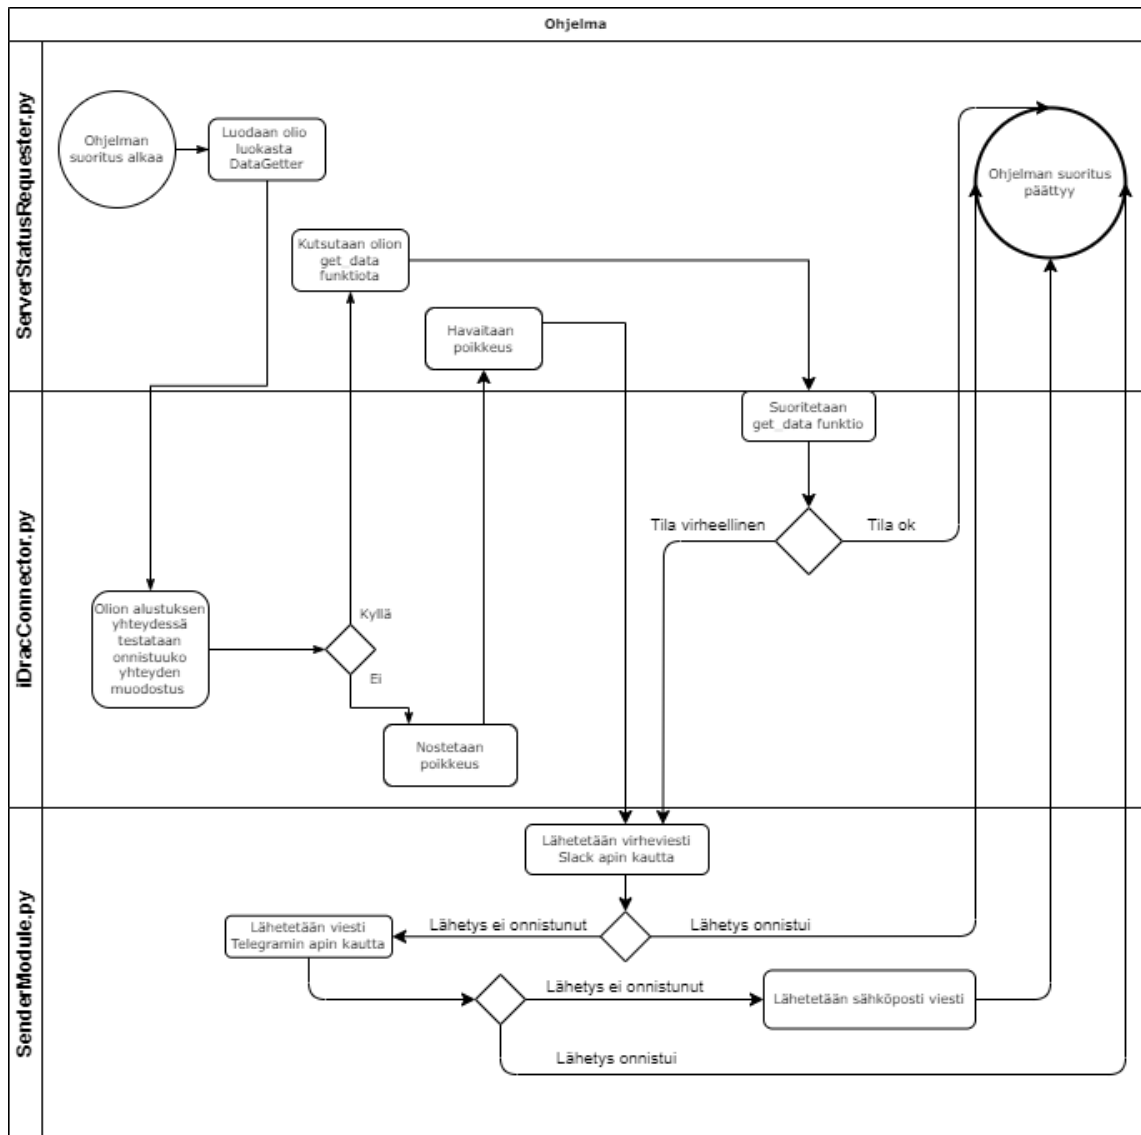 Ohjelma
ServerStatusRequester.py
Ohjelman
suoritus alkaa
Luodaan olio
luokasta
DataGetter
Ohjelman suoritus
päättyy
Kutsutaan olion
get_data
funktiota
Havaitaan
poikkeus
iDracConnector.py
Suoritetaan
get_data funktio
Tila virheellinen
Tila ok
Olion alustuksen
yhteydessä
testataan
onnistuuko
yhteyden
muodostus
Kyllä
Ei
Nostetaan
poikkeus
SenderModule.py
Lähetetään virheviesti
Slack apin kautta
Lähetys ei onnistunut
Lähetys onnistui
Lähetetään viesti
Telegramin apin kautta
Lähetys ei onnistunut
Lähetetään sähköposti viesti
Lähetys onnistui